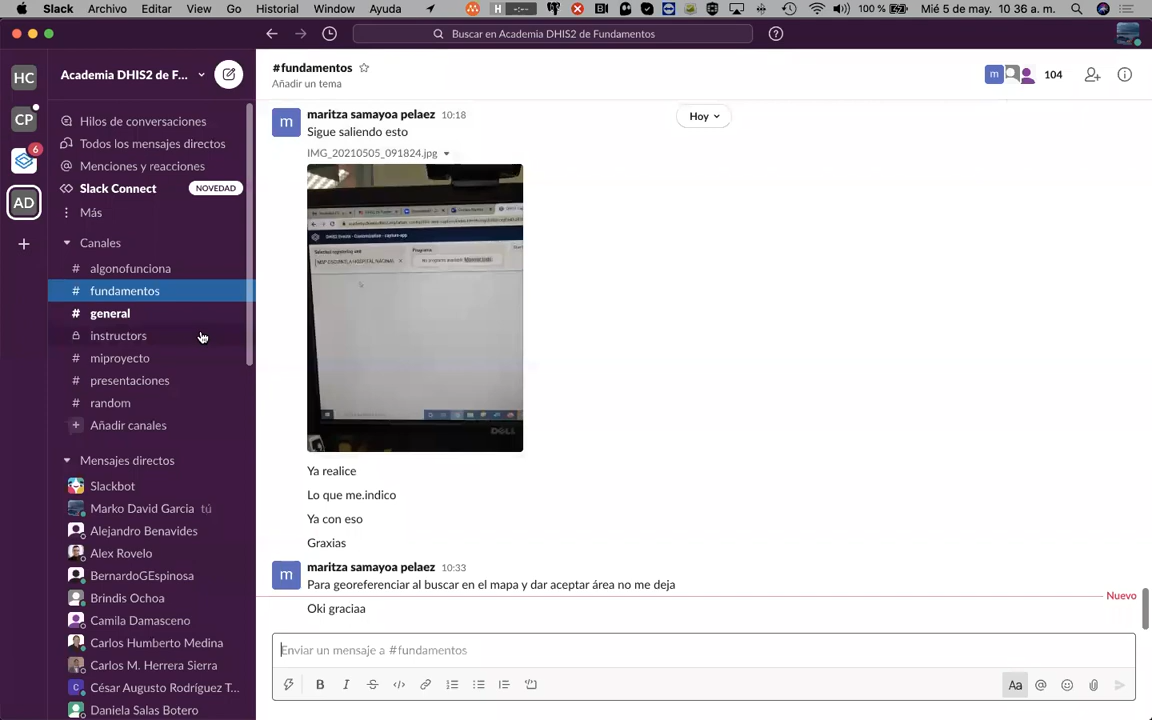 Slack Archivo Editar View Go Historial Window Ayuda 100 % Mié 5 de may. 10 36 a. m.
Buscar en Academia DHIS2 de Fundamentos
HC
CP
6
AD
Academia DHIS2 de F...
Hilos de conversaciones
Todos los mensajes directos
Menciones y reacciones
Slack Connect NOVEDAD
Más
Canales
# algonofunciona
# fundamentos
# general
instructors
# miproyecto
# presentaciones
# random
+ Añadir canales
Mensajes directos
Slackbot
Marko David Garcia tú
Alejandro Benavides
Alex Rovelo
BernardoGEspinosa
Brindis Ochoa
Camila Damasceno
Carlos Humberto Medina
Carlos M. Herrera Sierra
C César Augusto Rodríguez T...
Daniela Salas Botero
#fundamentos
Añadir un tema
m 104
Hoy
m maritza samayoa pelaez 10:18
Sigue saliendo esto
IMG_20210505_091824.jpg
Selected registering unit
Programs
DELL
Ya realice
Lo que me.indico
Ya con eso
Graxias
m maritza samayoa pelaez 10:33
Para georeferenciar al buscar en el mapa y dar aceptar área no me deja
Nuevo
Oki graciaa
Enviar un mensaje a #fundamentos
B I Aa